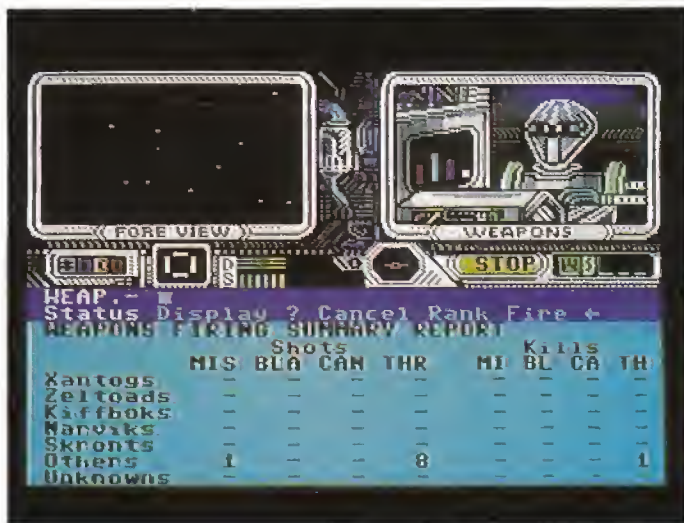 FORE VIEW
WEAPONS
STOP
WEAP.-
Status Display ? Cancel Rank Fire ←
WEAPONS FIRING SUMMARY REPORT
Shots Kills
MIS BLA CAN THR MI BL CA TH
Xantogs - - - - - - - -
Zeltoads - - - - - - - -
Kiffboks - - - - - - - -
Narviks - - - - - - - -
Skronts - - - - - - - -
Others 1 - - 8 - - - 1
Unknowns - - - - - - - -